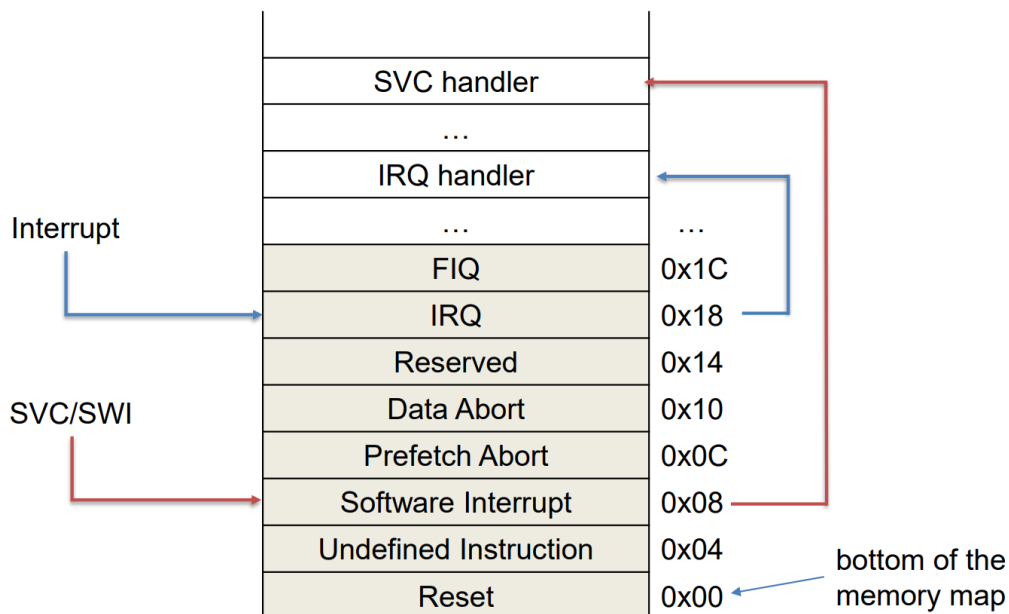 SVC handler
…
IRQ handler
Interrupt
… …
FIQ 0x1C
IRQ 0x18
Reserved 0x14
SVC/SWI
Data Abort 0x10
Prefetch Abort 0x0C
Software Interrupt 0x08
Undefined Instruction 0x04
bottom of the
memory map
Reset 0x00